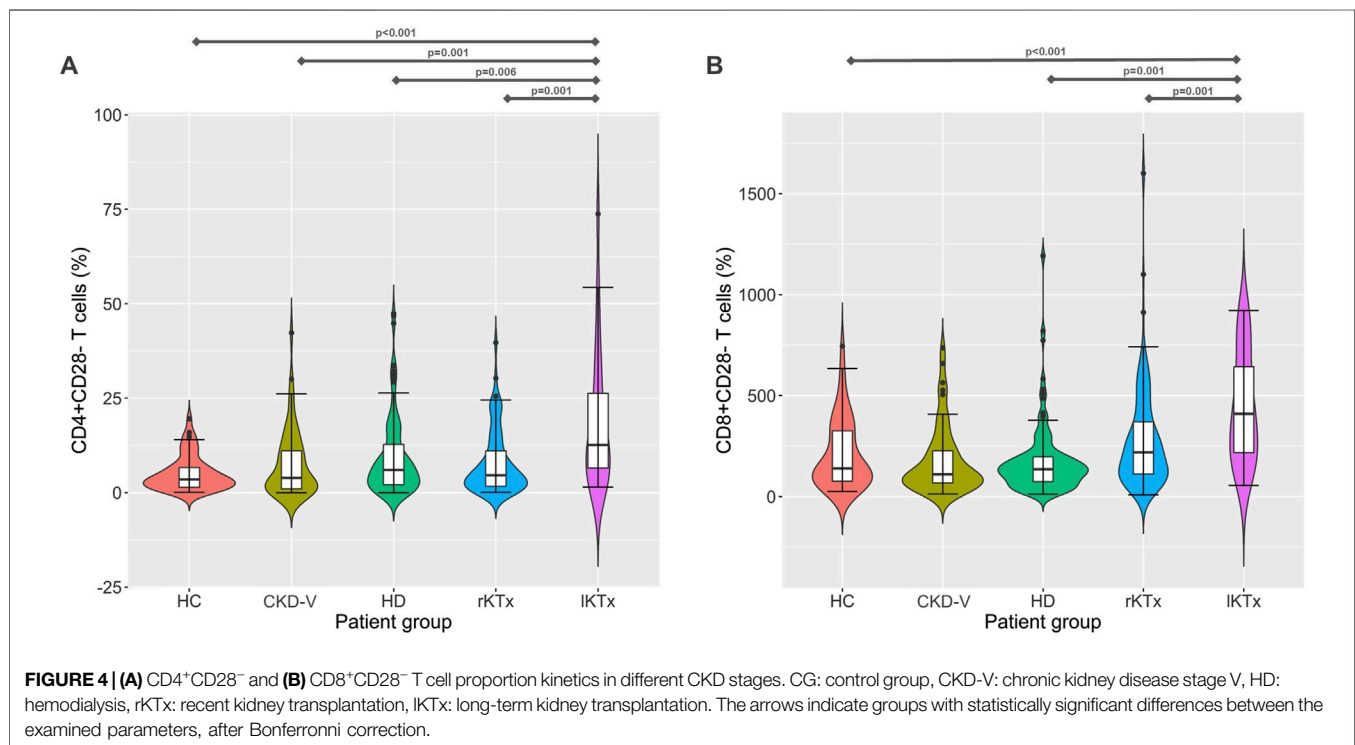 p<0.001
p=0.001
p=0.006
p=0.001
A
CD4+CD28- T cells (%)
100
75
50
25
0
-25
HC CKD-V HD rKTx lKTx
Patient group
p<0.001
p=0.001
p=0.001
B
CD8+CD28- T cells (%)
1500
1000
500
0
HC CKD-V HD rKTx lKTx
Patient group
FIGURE 4 | (A) CD4⁺CD28⁻ and (B) CD8⁺CD28⁻ T cell proportion kinetics in different CKD stages. CG: control group, CKD-V: chronic kidney disease stage V, HD:
hemodialysis, rKTx: recent kidney transplantation, lKTx: long-term kidney transplantation. The arrows indicate groups with statistically significant differences between the
examined parameters, after Bonferronni correction.